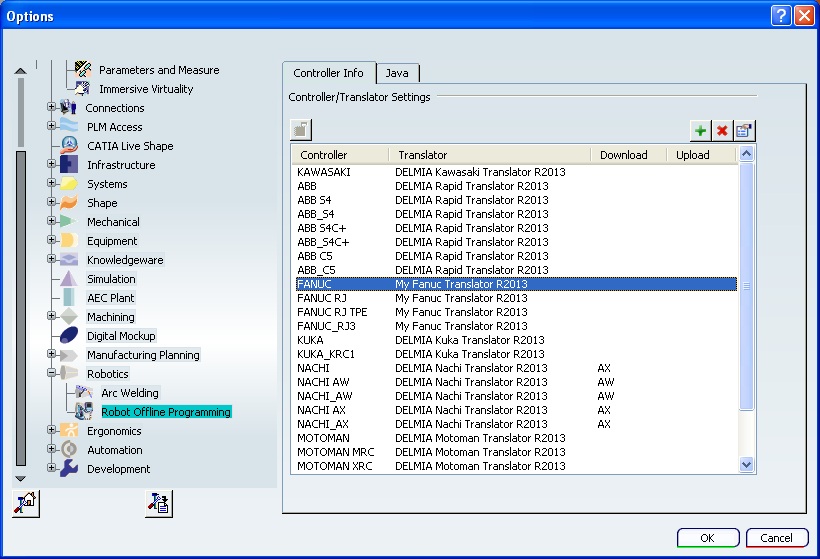 Options
Parameters and Measure
Immersive Virtuality
Connections
PLM Access
CATIA Live Shape
Infrastructure
Systems
Shape
Mechanical
Equipment
Knowledgeware
Simulation
AEC Plant
Machining
Digital Mockup
Manufacturing Planning
Robotics
Arc Welding
Robot Offline Programming
Ergonomics
Automation
Development
Controller Info Java
Controller/Translator Settings
Controller Translator Download Upload
KAWASAKI DELMIA Kawasaki Translator R2013
ABB DELMIA Rapid Translator R2013
ABB S4 DELMIA Rapid Translator R2013
ABB_S4 DELMIA Rapid Translator R2013
ABB S4C+ DELMIA Rapid Translator R2013
ABB_S4C+ DELMIA Rapid Translator R2013
ABB C5 DELMIA Rapid Translator R2013
ABB_C5 DELMIA Rapid Translator R2013
FANUC My Fanuc Translator R2013
FANUC RJ My Fanuc Translator R2013
FANUC RJ TPE My Fanuc Translator R2013
FANUC_RJ3 My Fanuc Translator R2013
KUKA DELMIA Kuka Translator R2013
KUKA_KRC1 DELMIA Kuka Translator R2013
NACHI DELMIA Nachi Translator R2013 AX
NACHI AW DELMIA Nachi Translator R2013 AW
NACHI_AW DELMIA Nachi Translator R2013 AW
NACHI AX DELMIA Nachi Translator R2013 AX
NACHI_AX DELMIA Nachi Translator R2013 AX
MOTOMAN DELMIA Motoman Translator R2013
MOTOMAN MRC DELMIA Motoman Translator R2013
MOTOMAN XRC DELMIA Motoman Translator R2013
OK Cancel